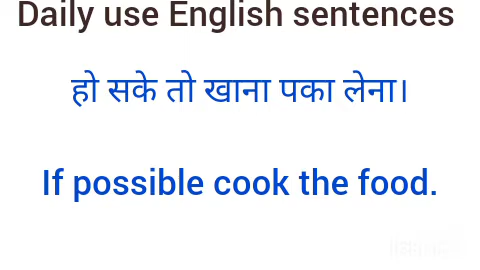 Daily use English sentences
हो सके तो खाना पका लेना।
If possible cook the food.